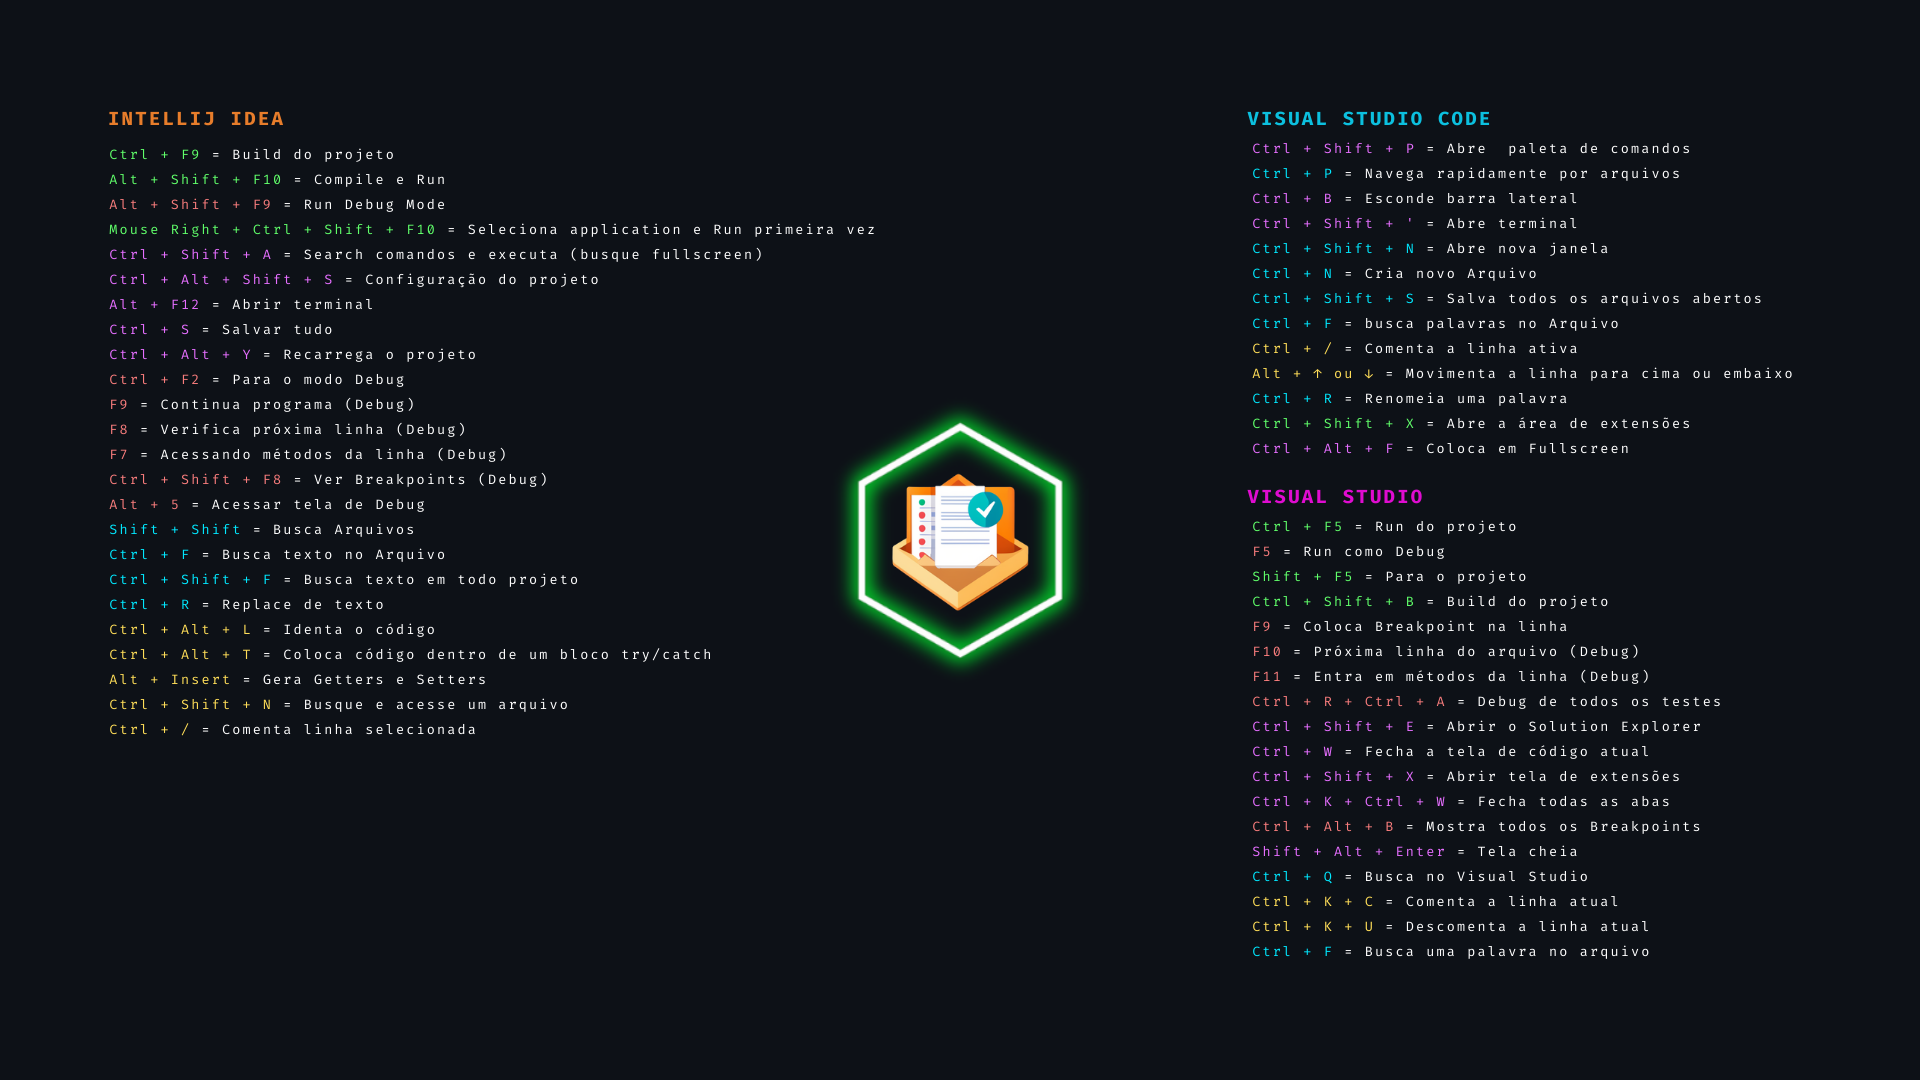 INTELLIJ IDEA
Ctrl + F9 = Build do projeto
Alt + Shift + F10 = Compile e Run
Alt + Shift + F9 = Run Debug Mode
Mouse Right + Ctrl + Shift + F10 = Seleciona application e Run primeira vez
Ctrl + Shift + A = Search comandos e executa (busque fullscreen)
Ctrl + Alt + Shift + S = Configuração do projeto
Alt + F12 = Abrir terminal
Ctrl + S = Salvar tudo
Ctrl + Alt + Y = Recarrega o projeto
Ctrl + F2 = Para o modo Debug
F9 = Continua programa (Debug)
F8 = Verifica próxima linha (Debug)
F7 = Acessando métodos da linha (Debug)
Ctrl + Shift + F8 = Ver Breakpoints (Debug)
Alt + 5 = Acessar tela de Debug
Shift + Shift = Busca Arquivos
Ctrl + F = Busca texto no Arquivo
Ctrl + Shift + F = Busca texto em todo projeto
Ctrl + R = Replace de texto
Ctrl + Alt + L = Identa o código
Ctrl + Alt + T = Coloca código dentro de um bloco try/catch
Alt + Insert = Gera Getters e Setters
Ctrl + Shift + N = Busque e acesse um arquivo
Ctrl + / = Comenta linha selecionada
VISUAL STUDIO CODE
Ctrl + Shift + P = Abre  paleta de comandos
Ctrl + P = Navega rapidamente por arquivos
Ctrl + B = Esconde barra lateral
Ctrl + Shift + ' = Abre terminal
Ctrl + Shift + N = Abre nova janela
Ctrl + N = Cria novo Arquivo
Ctrl + Shift + S = Salva todos os arquivos abertos
Ctrl + F = busca palavras no Arquivo
Ctrl + / = Comenta a linha ativa
Alt + ↑ ou ↓ = Movimenta a linha para cima ou embaixo
Ctrl + R = Renomeia uma palavra
Ctrl + Shift + X = Abre a área de extensões
Ctrl + Alt + F = Coloca em Fullscreen
VISUAL STUDIO
Ctrl + F5 = Run do projeto
F5 = Run como Debug
Shift + F5 = Para o projeto
Ctrl + Shift + B = Build do projeto
F9 = Coloca Breakpoint na linha
F10 = Próxima linha do arquivo (Debug)
F11 = Entra em métodos da linha (Debug)
Ctrl + R + Ctrl + A = Debug de todos os testes
Ctrl + Shift + E = Abrir o Solution Explorer
Ctrl + W = Fecha a tela de código atual
Ctrl + Shift + X = Abrir tela de extensões
Ctrl + K + Ctrl + W = Fecha todas as abas
Ctrl + Alt + B = Mostra todos os Breakpoints
Shift + Alt + Enter = Tela cheia
Ctrl + Q = Busca no Visual Studio
Ctrl + K + C = Comenta a linha atual
Ctrl + K + U = Descomenta a linha atual
Ctrl + F = Busca uma palavra no arquivo